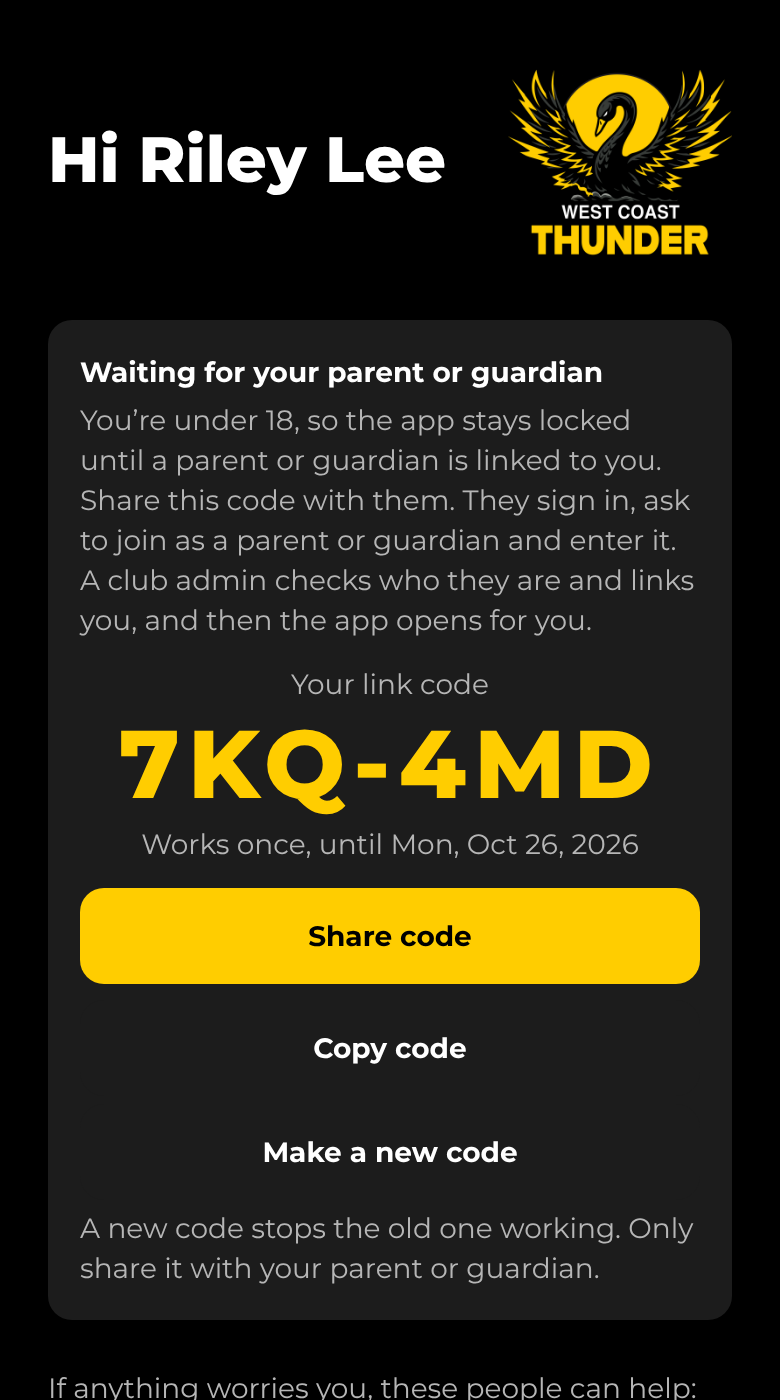 Hi Riley Lee
WEST COAST
THUNDER
Waiting for your parent or guardian
You’re under 18, so the app stays locked
until a parent or guardian is linked to you.
Share this code with them. They sign in, ask
to join as a parent or guardian and enter it.
A club admin checks who they are and links
you, and then the app opens for you.
Your link code
7KQ-4MD
Works once, until Mon, Oct 26, 2026
Share code
Copy code
Make a new code
A new code stops the old one working. Only
share it with your parent or guardian.
If anything worries you, these people can help: